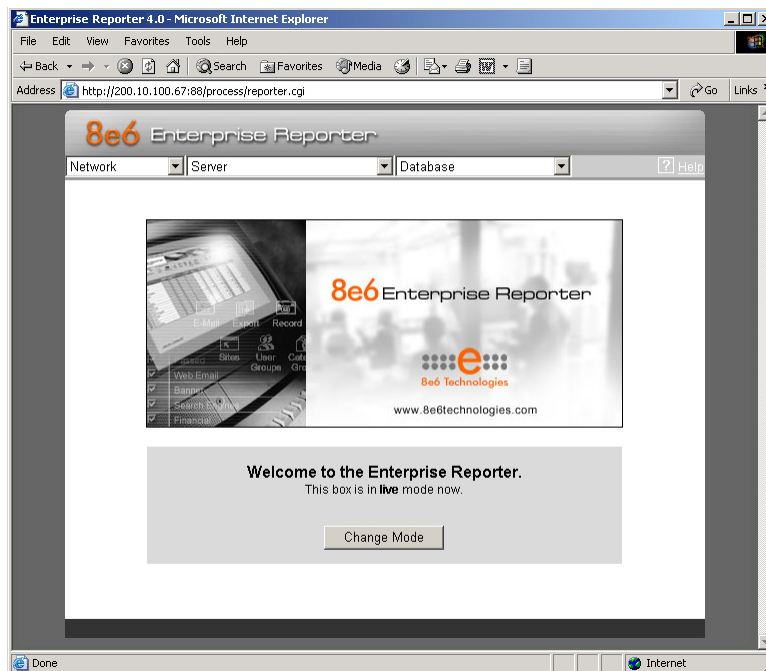 Enterprise Reporter 4.0 - Microsoft Internet Explorer
File Edit View Favorites Tools Help
Back Search Favorites Media
Address http://200.10.100.67:88/process/reporter.cgi Go Links
8e6 Enterprise Reporter
Network Server Database ? Help
E-Mail Export Record
Sites User Groups
Web Email
Banner
Search Engine
Financial
8e6 Enterprise Reporter
e
8e6 Technologies
www.8e6technologies.com
Welcome to the Enterprise Reporter.
This box is in live mode now.
Change Mode
Done Internet